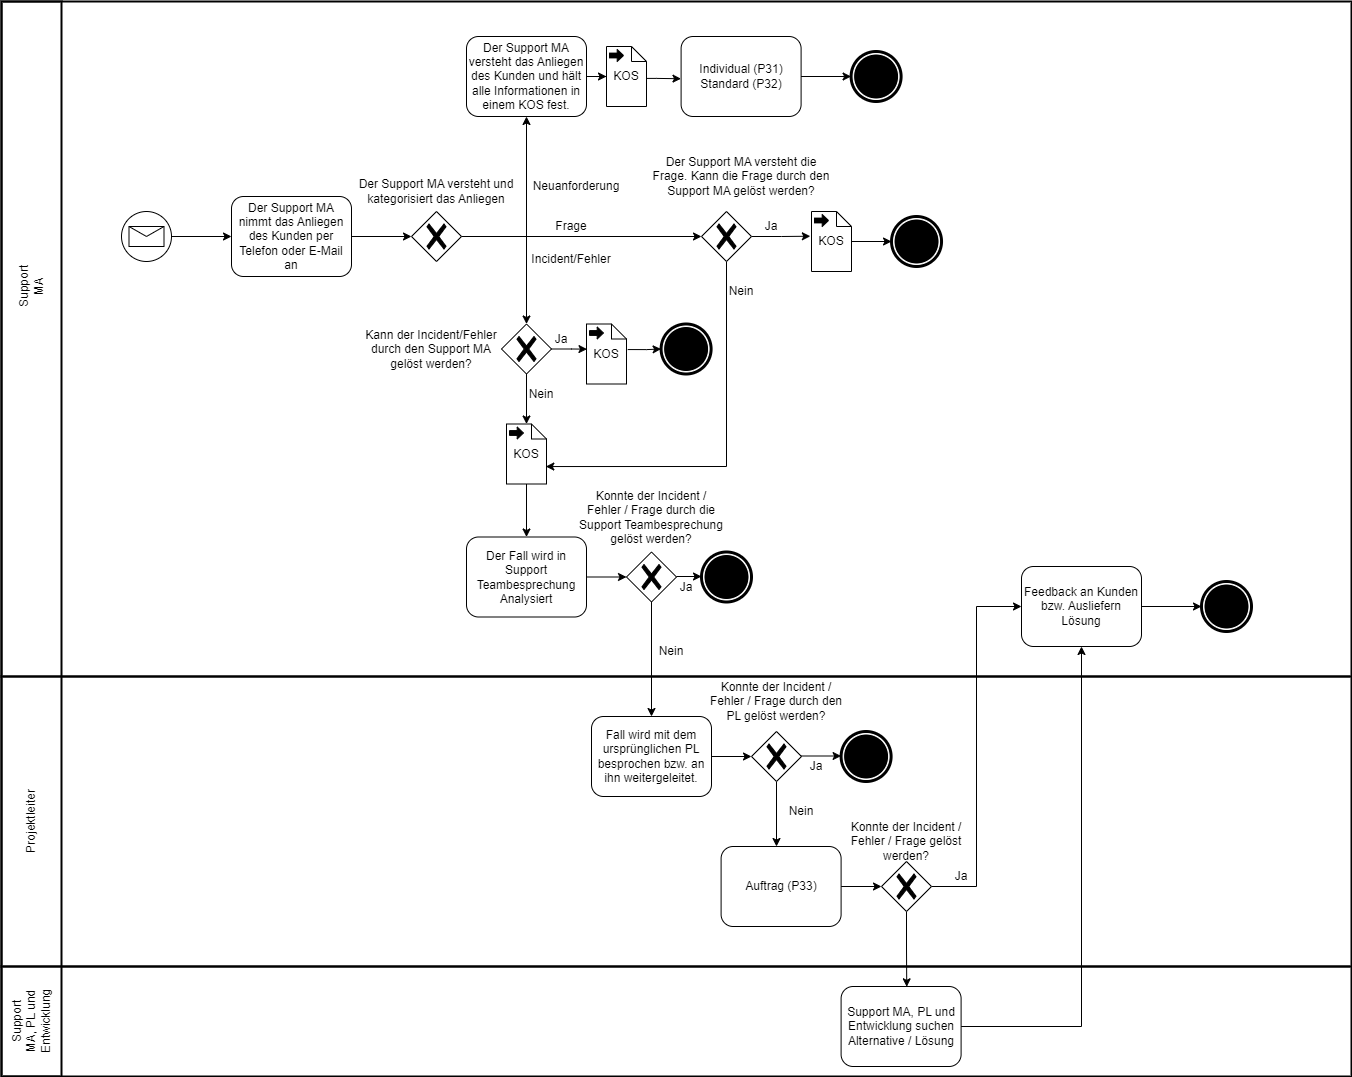 Support
MA
Der Support MA
versteht das Anliegen
des Kunden und hält
alle Informationen in
einem KOS fest.
KOS
Individual (P31)
Standard (P32)
Der Support MA versteht und
kategorisiert das Anliegen
Neuanforderung
Der Support MA versteht die
Frage. Kann die Frage durch den
Support MA gelöst werden?
Der Support MA
nimmt das Anliegen
des Kunden per
Telefon oder E-Mail
an
Frage
Ja
KOS
Incident/Fehler
Nein
Kann der Incident/Fehler
durch den Support MA
gelöst werden?
Ja
KOS
Nein
KOS
Konnte der Incident /
Fehler / Frage durch die
Support Teambesprechung
gelöst werden?
Der Fall wird in
Support
Teambesprechung
Analysiert
Ja
Nein
Feedback an Kunden
bzw. Ausliefern
Lösung
Projektleiter
Konnte der Incident /
Fehler / Frage durch den
PL gelöst werden?
Fall wird mit dem
ursprünglichen PL
besprochen bzw. an
ihn weitergeleitet.
Ja
Nein
Konnte der Incident /
Fehler / Frage gelöst
werden?
Auftrag (P33)
Ja
Support
MA, PL und
Entwicklung
Support MA, PL und
Entwicklung suchen
Alternative / Lösung